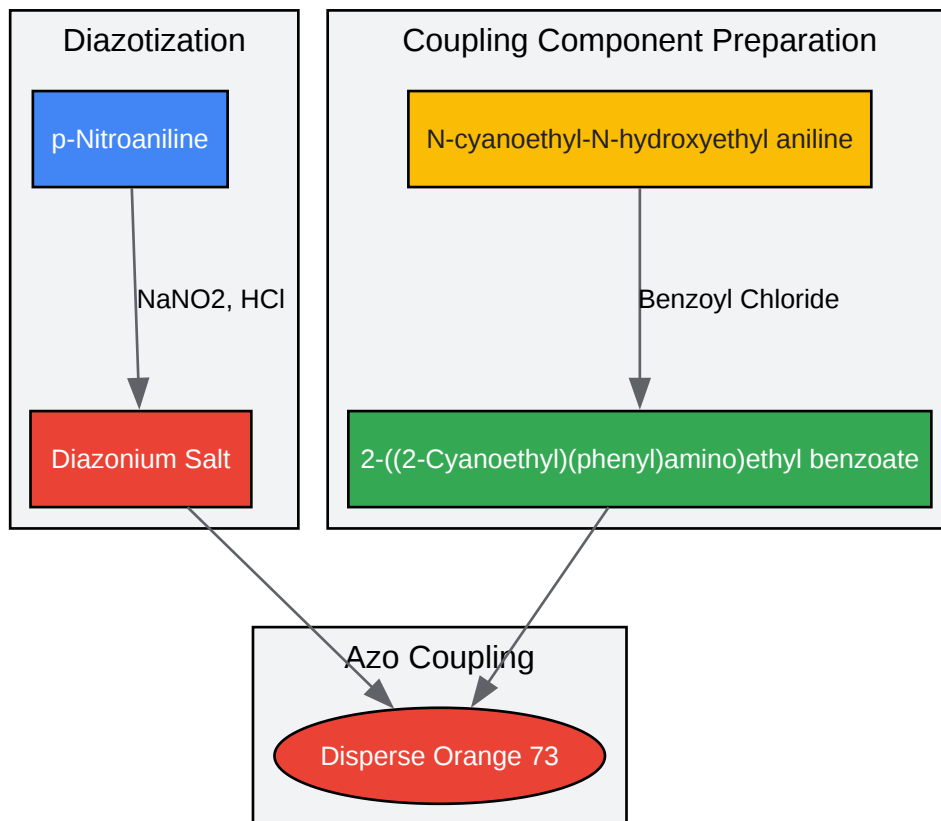 Diazotization
p-Nitroaniline
NaNO2, HCl
Diazonium Salt
Coupling Component Preparation
N-cyanoethyl-N-hydroxyethyl aniline
Benzoyl Chloride
2-((2-Cyanoethyl)(phenyl)amino)ethyl benzoate
Azo Coupling
Disperse Orange 73